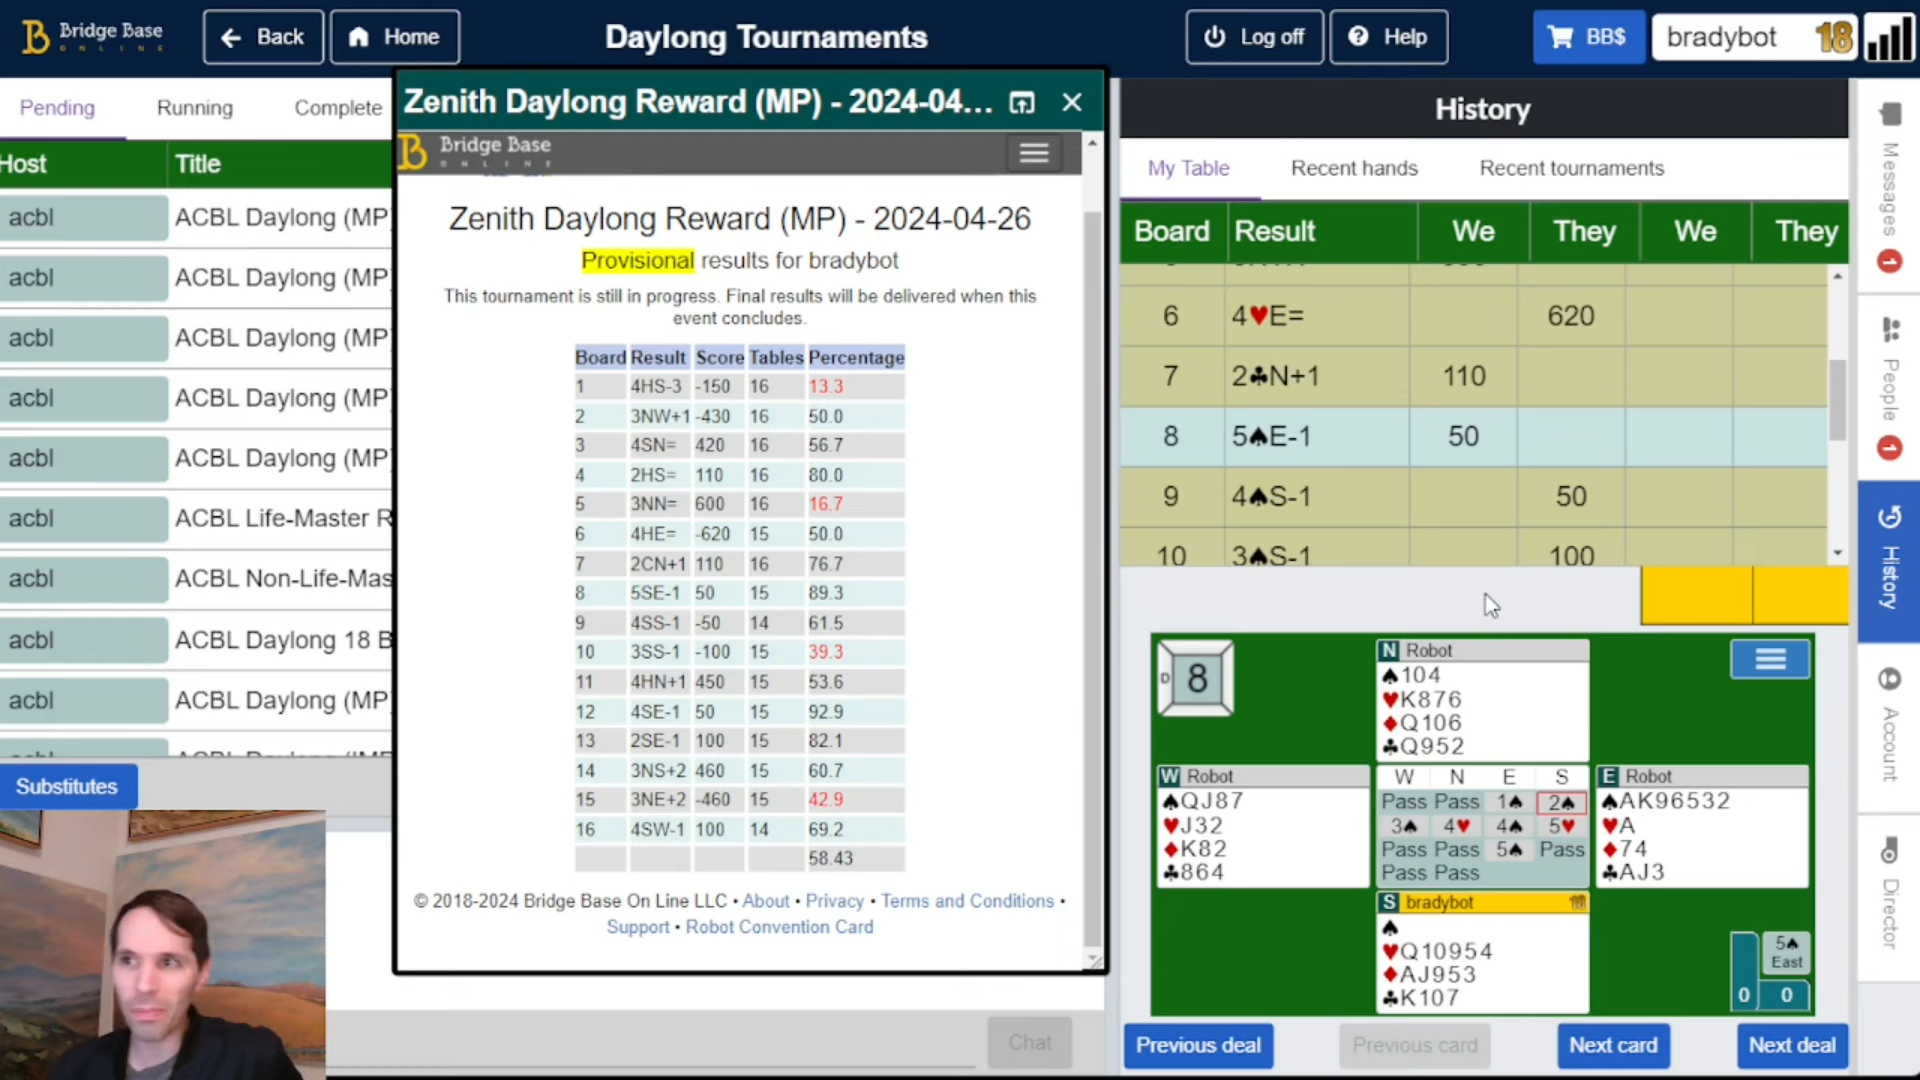 Bridge Base
ONLINE
Back
Home
Daylong Tournaments
Log off
Help
BB$
bradybot 18
Pending Running Complete
Host Title
acbl ACBL Daylong (MP)
acbl ACBL Daylong (MP)
acbl ACBL Daylong (MP)
acbl ACBL Daylong (MP)
acbl ACBL Daylong (MP)
acbl ACBL Life-Master R
acbl ACBL Non-Life-Mas
acbl ACBL Daylong 18 B
acbl ACBL Daylong (MP)
Substitutes
Zenith Daylong Reward (MP) - 2024-04...
Bridge Base
ONLINE
Zenith Daylong Reward (MP) - 2024-04-26
Provisional results for bradybot
This tournament is still in progress. Final results will be delivered when this
event concludes.
Board Result Score Tables Percentage
1 4HS-3 -150 16 13.3
2 3NW+1 -430 16 50.0
3 4SN= 420 16 56.7
4 2HS= 110 16 80.0
5 3NN= 600 16 16.7
6 4HE= -620 15 50.0
7 2CN+1 110 16 76.7
8 5SE-1 50 15 89.3
9 4SS-1 -50 14 61.5
10 3SS-1 -100 15 39.3
11 4HN+1 450 15 53.6
12 4SE-1 50 15 92.9
13 2SE-1 100 15 82.1
14 3NS+2 460 15 60.7
15 3NE+2 -460 15 42.9
16 4SW-1 100 14 69.2
58.43
© 2018-2024 Bridge Base On Line LLC • About • Privacy • Terms and Conditions •
Support • Robot Convention Card
Chat
History
My Table Recent hands Recent tournaments
Board Result We They We They
6 4♥E= 620
7 2♣N+1 110
8 5♠E-1 50
9 4♠S-1 50
10 3♠S-1 100
D 8
N Robot
♠104
♥K876
♦Q106
♣Q952
W Robot
♠QJ87
♥J32
♦K82
♣864
W N E S
Pass Pass 1♠ 2♠
3♠ 4♥ 4♠ 5♥
Pass Pass 5♠ Pass
Pass Pass
E Robot
♠AK96532
♥A
♦74
♣AJ3
S bradybot 18
♠
♥Q10954
♦AJ953
♣K107
5♠
East
0 0
Previous deal
Previous card
Next card
Next deal
Messages
1
People
1
History
Account
Director